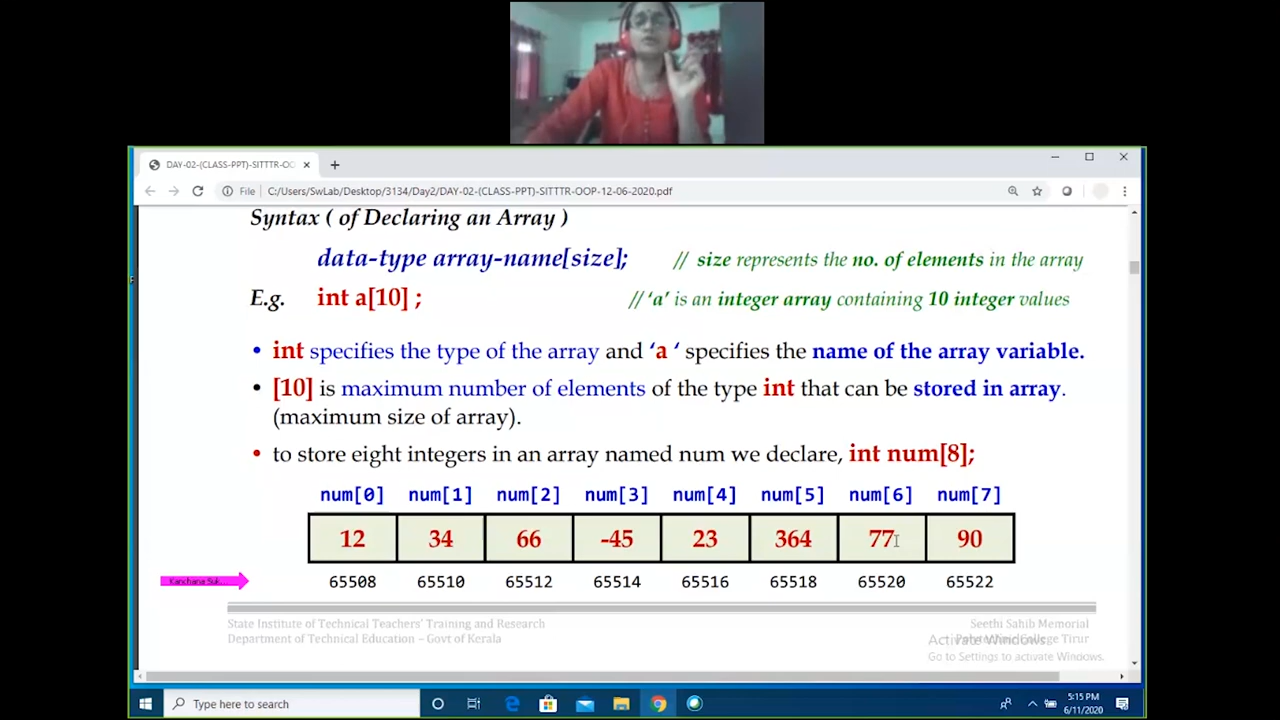 DAY-02-(CLASS-PPT)-SITTTR-OO
File
C:/Users/SwLab/Desktop/3134/Day2/DAY-02-(CLASS-PPT)-SITTTR-OOP-12-06-2020.pdf
Syntax ( of Declaring an Array )
data-type array-name[size]; // size represents the no. of elements in the array
E.g. int a[10] ; // ‘a’ is an integer array containing 10 integer values
• int specifies the type of the array and ‘a ‘ specifies the name of the array variable.
• [10] is maximum number of elements of the type int that can be stored in array.
(maximum size of array).
• to store eight integers in an array named num we declare, int num[8];
num[0] num[1] num[2] num[3] num[4] num[5] num[6] num[7]
12 34 66 -45 23 364 77 90
Kanchana Suk...
65508 65510 65512 65514 65516 65518 65520 65522
State Institute of Technical Teachers’ Training and Research
Department of Technical Education – Govt of Kerala
Seethi Sahib Memorial
Polytechnic College Tirur
Activate Windows
Go to Settings to activate Windows.
Type here to search
5:15 PM
6/11/2020